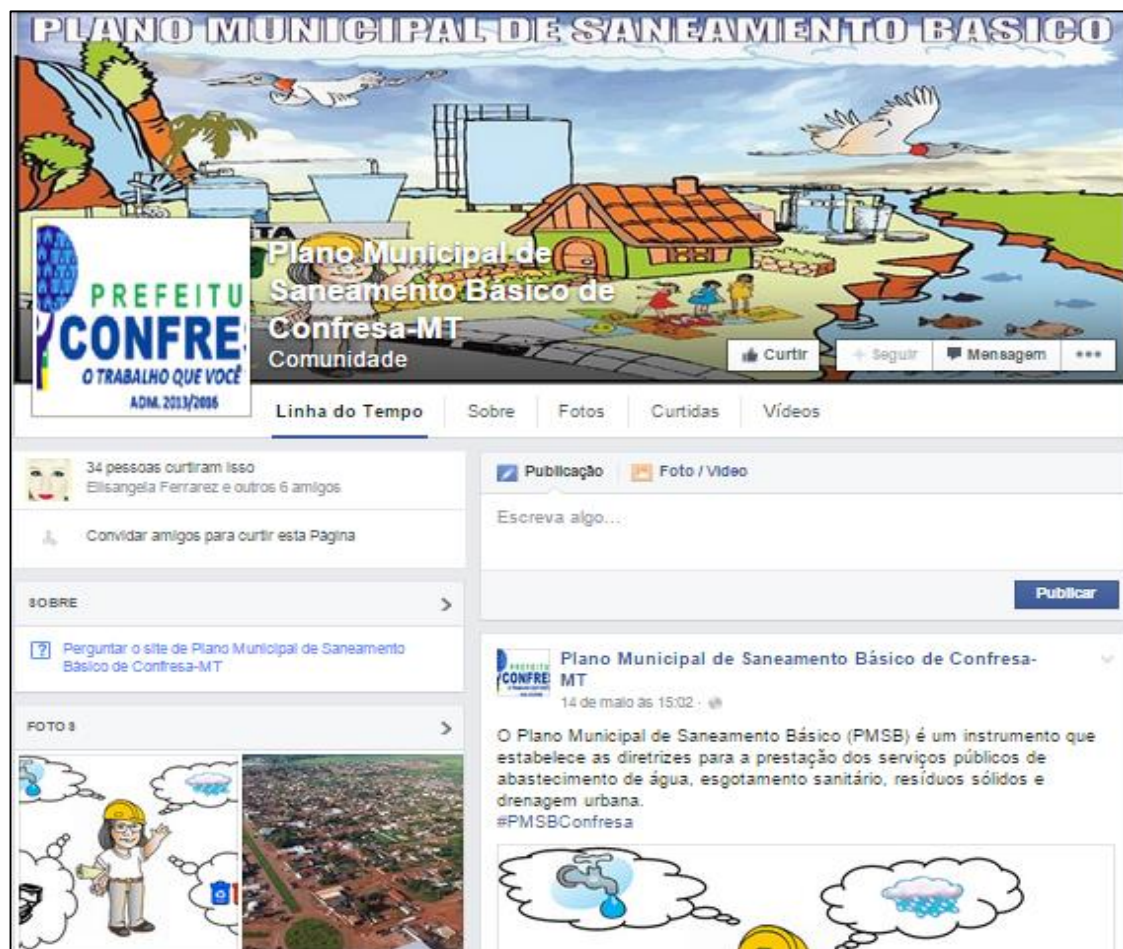 PLANO MUNICIPAL DE SANEAMENTO BASICO
TA
PREFEITU
CONFRE
O TRABALHO QUE VOCÊ
ADM. 2013/2016
Plano Municipal de
Saneamento Básico de
Confresa-MT
Comunidade
Curtir
+ Seguir
Mensagem
Linha do Tempo
Sobre
Fotos
Curtidas
Vídeos
34 pessoas curtiram isso
Elisangela Ferrarez e outros 6 amigos
Convidar amigos para curtir esta Página
SOBRE
Perguntar o site de Plano Municipal de Saneamento
Básico de Confresa-MT
FOTOS
Publicação
Foto / Vídeo
Escreva algo...
Publicar
PREFEITU
CONFRE
Plano Municipal de Saneamento Básico de Confresa-
MT
14 de maio às 15:02 ·
O Plano Municipal de Saneamento Básico (PMSB) é um instrumento que
estabelece as diretrizes para a prestação dos serviços públicos de
abastecimento de água, esgotamento sanitário, resíduos sólidos e
drenagem urbana.
#PMSBConfresa